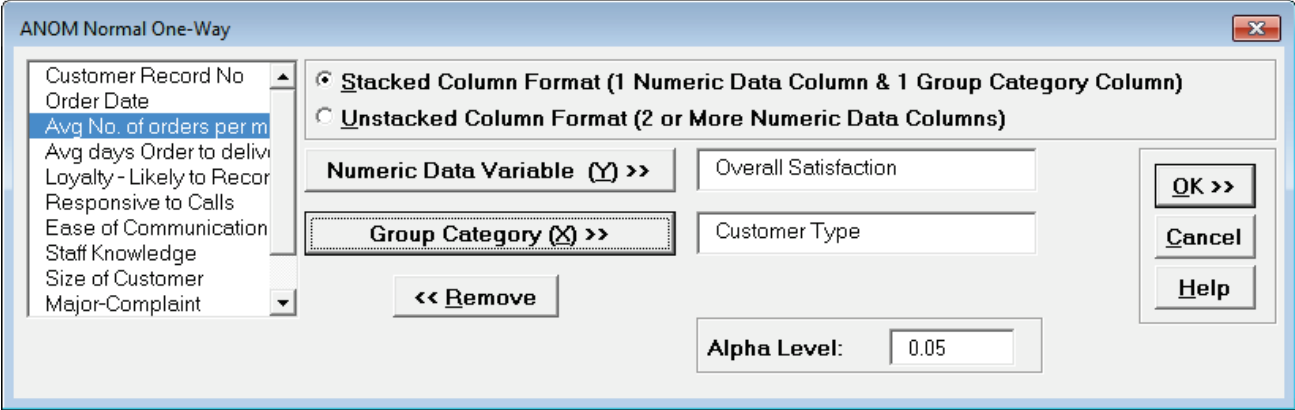 ANOM Normal One-Way
Customer Record No
Order Date
Avg No. of orders per m
Avg days Order to deliv
Loyalty - Likely to Recor
Responsive to Calls
Ease of Communication
Staff Knowledge
Size of Customer
Major-Complaint
Stacked Column Format (1 Numeric Data Column & 1 Group Category Column)
Unstacked Column Format (2 or More Numeric Data Columns)
Numeric Data Variable (Y) >>
Overall Satisfaction
Group Category (X) >>
Customer Type
<< Remove
Alpha Level:
0.05
OK >>
Cancel
Help